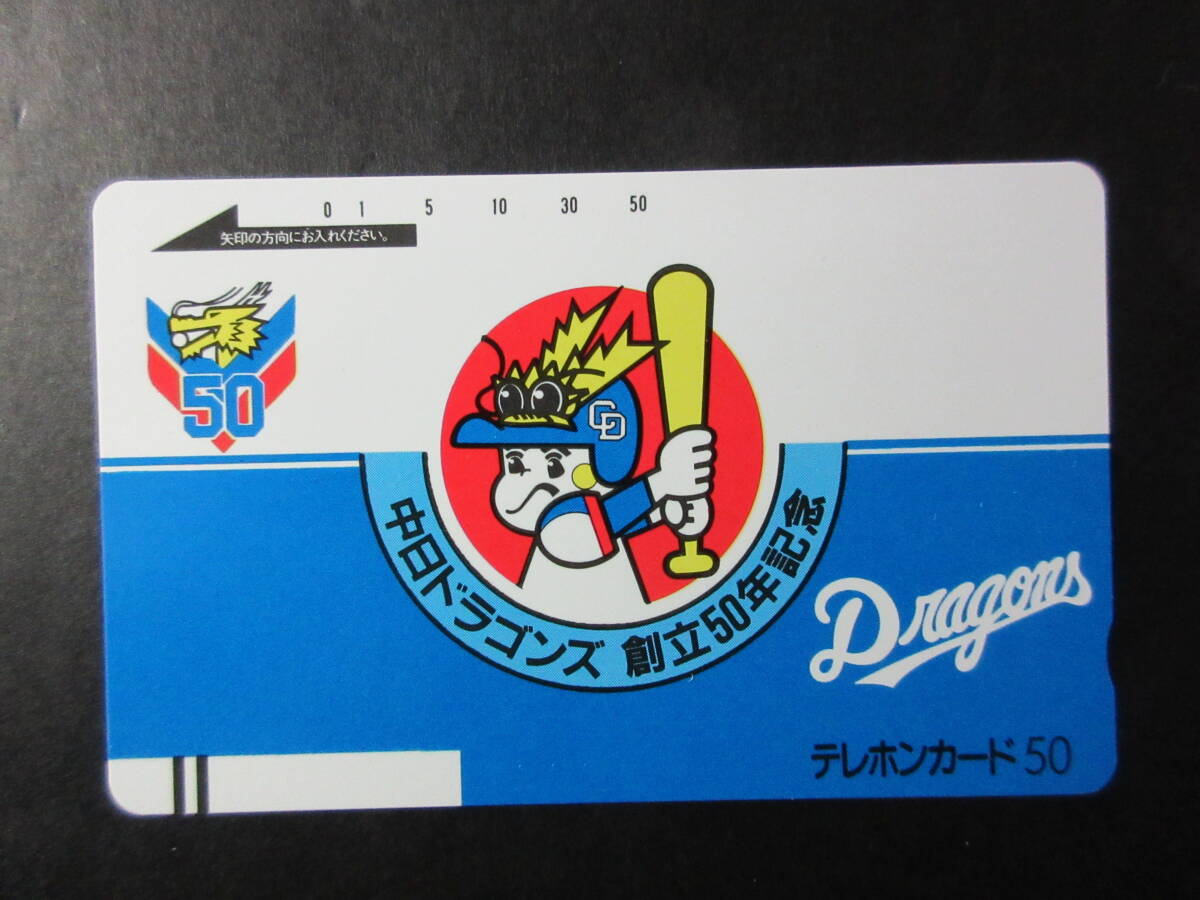 0 1 5 10 30 50
矢印の方向にお入れください。
50
CD
中日ドラゴンズ 創立50年記念
Dragons
テレホンカード50